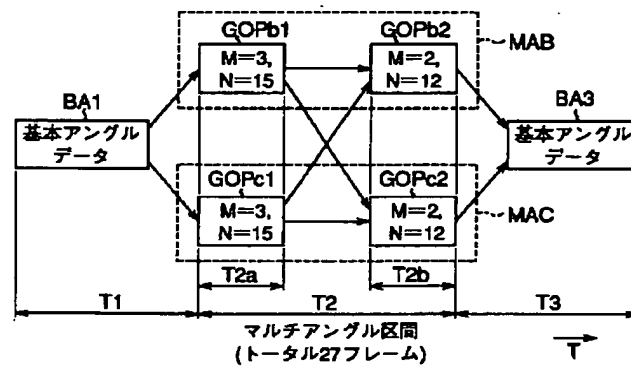 GOPb1
GOPb2
MAB
M=3,
N=15
M=2,
N=12
BA1
基本アングル
データ
BA3
基本アングル
データ
GOPc1
GOPc2
M=3,
N=15
M=2,
N=12
MAC
T2a
T2b
T1
T2
T3
マルチアングル区間
(トータル27フレーム)
T